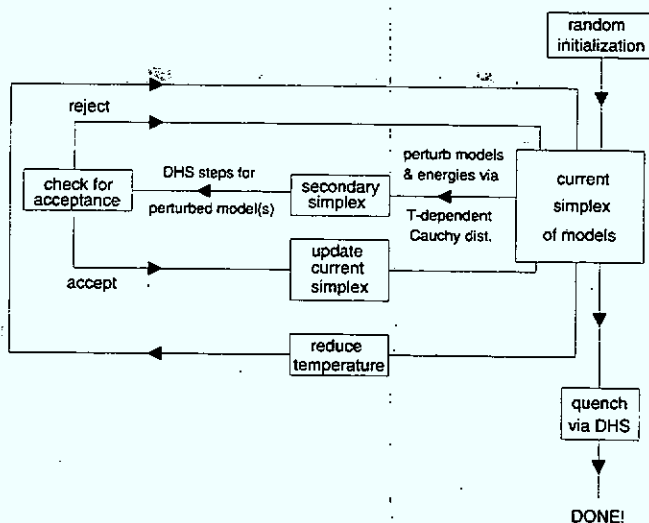 random
initialization
reject
check for
acceptance
DHS steps for
perturbed model(s)
secondary
simplex
perturb models
& energies via
T-dependent
Cauchy dist.
current
simplex
of models
accept
update
current
simplex
reduce
temperature
quench
via DHS
DONE!